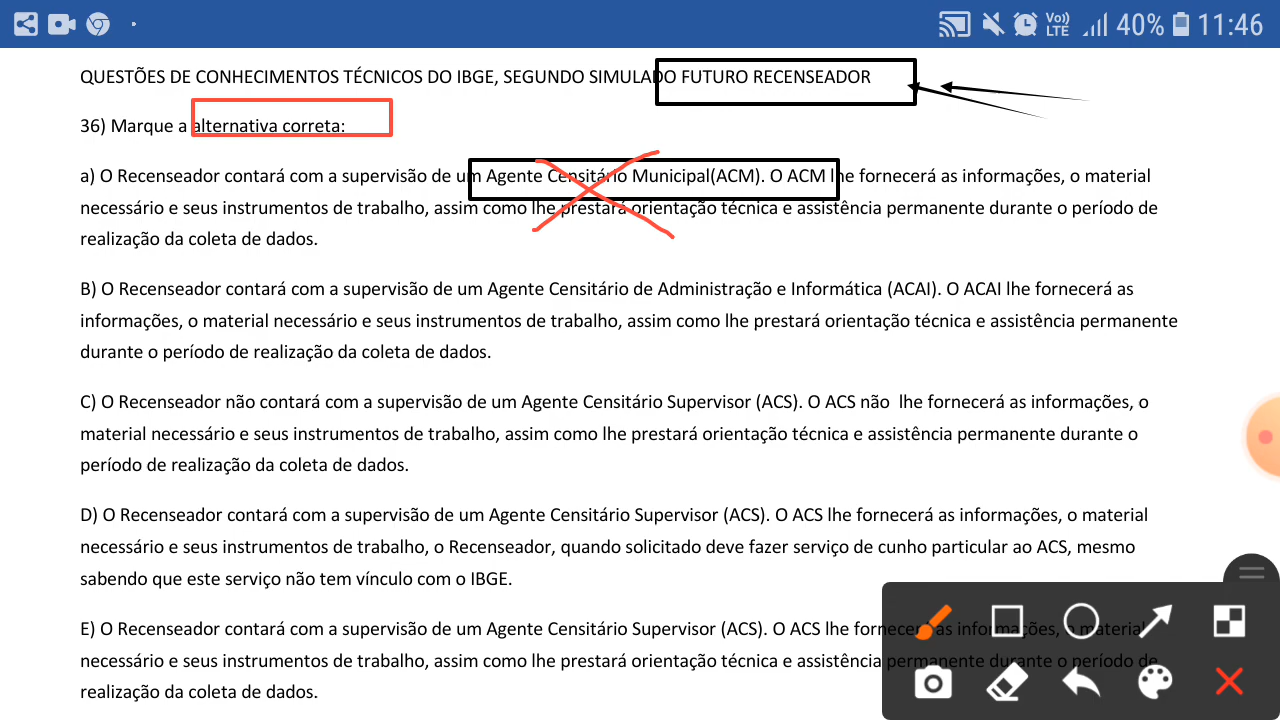 Vo)) LTE 40% 11:46
QUESTÕES DE CONHECIMENTOS TÉCNICOS DO IBGE, SEGUNDO SIMULADO FUTURO RECENSEADOR
36) Marque a alternativa correta:
a) O Recenseador contará com a supervisão de um Agente Censitário Municipal(ACM). O ACM lhe fornecerá as informações, o material
necessário e seus instrumentos de trabalho, assim como lhe prestará orientação técnica e assistência permanente durante o período de
realização da coleta de dados.
B) O Recenseador contará com a supervisão de um Agente Censitário de Administração e Informática (ACAI). O ACAI lhe fornecerá as
informações, o material necessário e seus instrumentos de trabalho, assim como lhe prestará orientação técnica e assistência permanente
durante o período de realização da coleta de dados.
C) O Recenseador não contará com a supervisão de um Agente Censitário Supervisor (ACS). O ACS não lhe fornecerá as informações, o
material necessário e seus instrumentos de trabalho, assim como lhe prestará orientação técnica e assistência permanente durante o
período de realização da coleta de dados.
D) O Recenseador contará com a supervisão de um Agente Censitário Supervisor (ACS). O ACS lhe fornecerá as informações, o material
necessário e seus instrumentos de trabalho, o Recenseador, quando solicitado deve fazer serviço de cunho particular ao ACS, mesmo
sabendo que este serviço não tem vínculo com o IBGE.
E) O Recenseador contará com a supervisão de um Agente Censitário Supervisor (ACS). O ACS lhe fornecerá as informações, o material
necessário e seus instrumentos de trabalho, assim como lhe prestará orientação técnica e assistência permanente durante o período de
realização da coleta de dados.